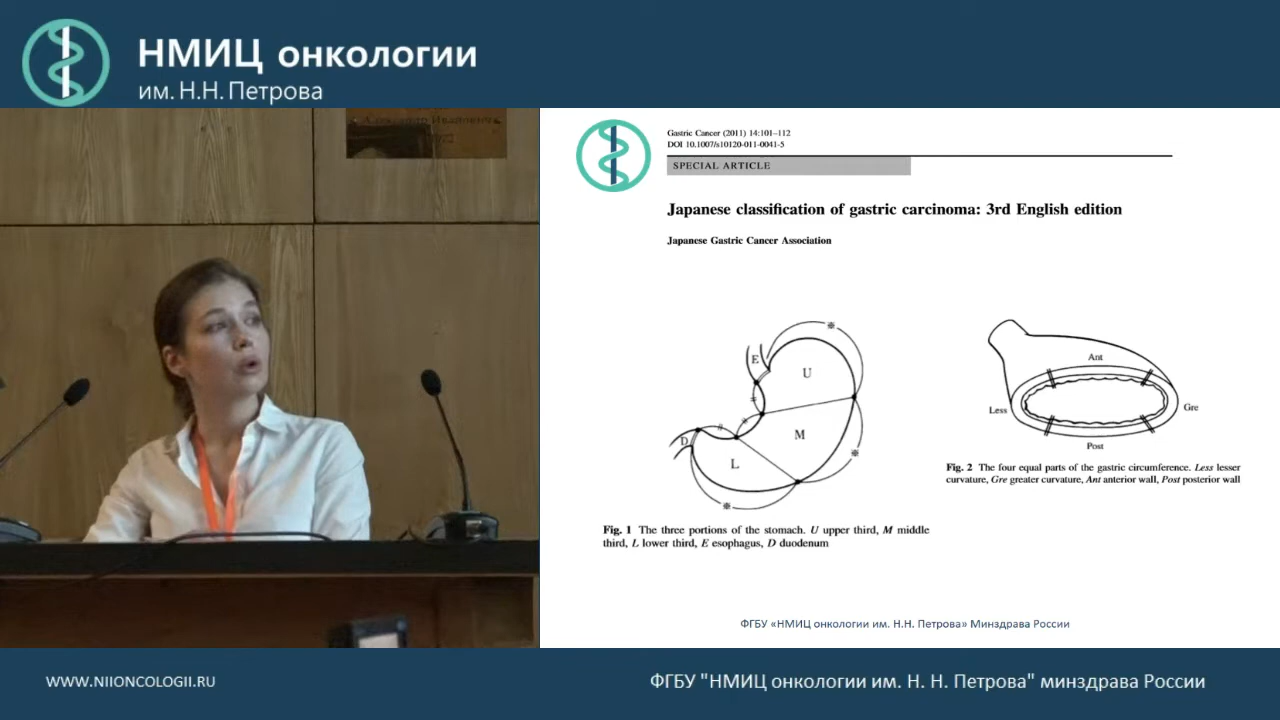 НМИЦ онкологии
им. Н.Н. Петрова
Александр Иванович
Gastric Cancer (2011) 14:101–112
DOI 10.1007/s10120-011-0041-5
SPECIAL ARTICLE
Japanese classification of gastric carcinoma: 3rd English edition
Japanese Gastric Cancer Association
E
U
M
D
L
Ant
Less
Gre
Post
Fig. 2 The four equal parts of the gastric circumference. Less lesser
curvature, Gre greater curvature, Ant anterior wall, Post posterior wall
Fig. 1 The three portions of the stomach. U upper third, M middle
third, L lower third, E esophagus, D duodenum
ФГБУ «НМИЦ онкологии им. Н.Н. Петрова» Минздрава России
WWW.NIIONCOLOGII.RU
ФГБУ "НМИЦ онкологии им. Н. Н. Петрова" минздрава России